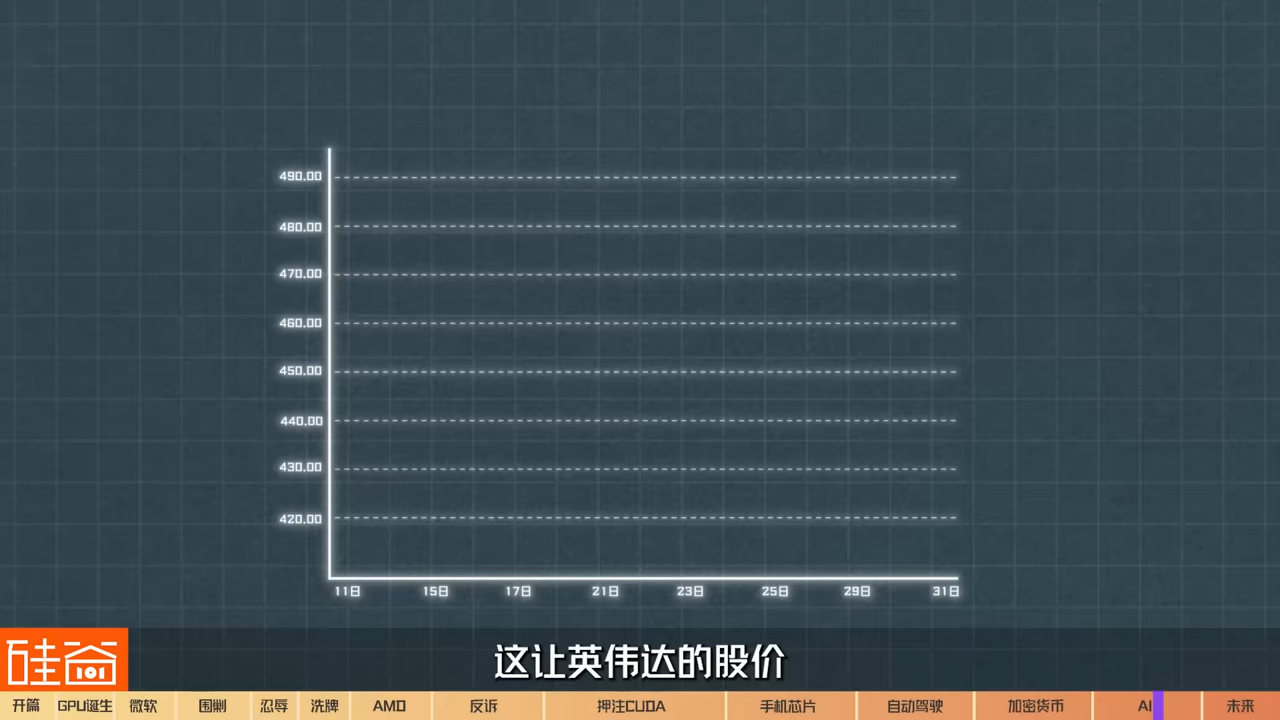 490.00
480.00
470.00
460.00
450.00
440.00
430.00
420.00
11日 15日 17日 21日 23日 25日 29日 31日
硅谷101
这让英伟达的股价
开篇 GPU诞生 微软 围剿 忍辱 洗牌 AMD 反诉 押注CUDA 手机芯片 自动驾驶 加密货币 AI 未来